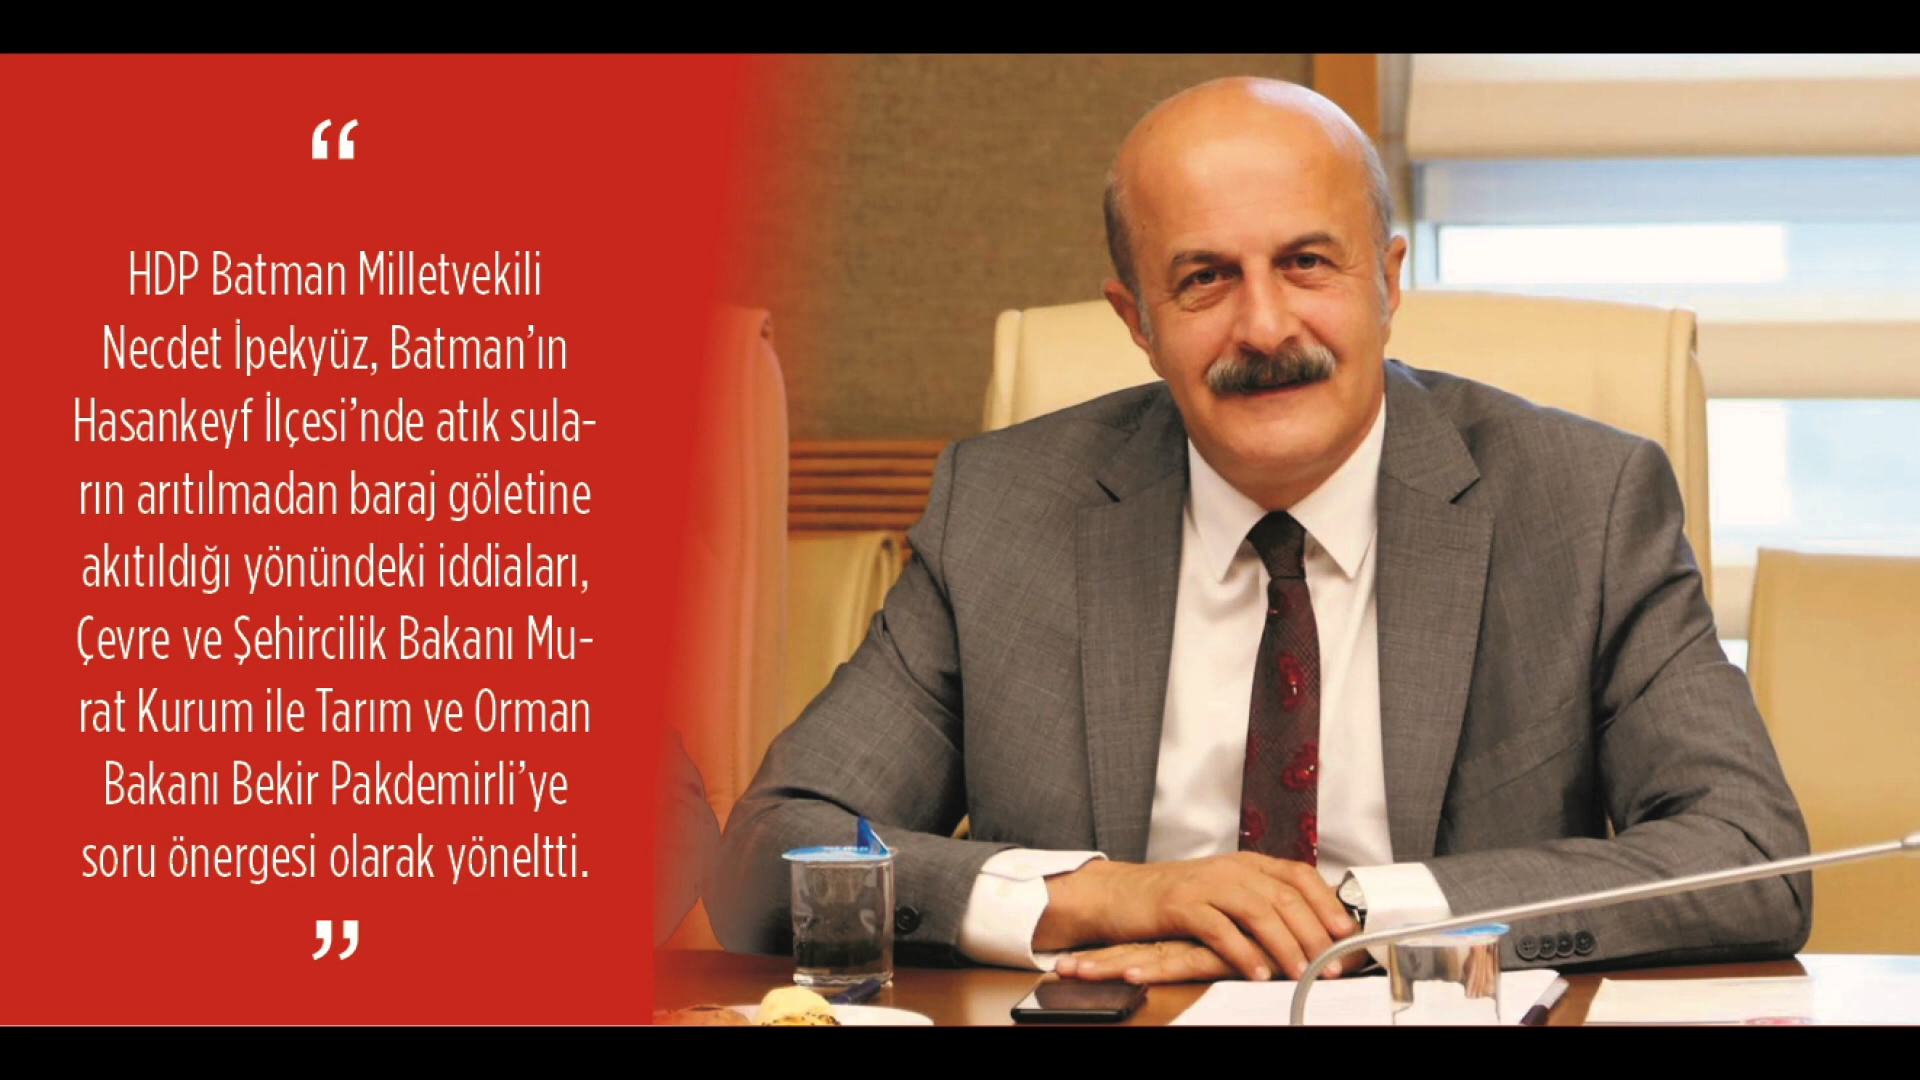 “
HDP Batman Milletvekili
Necdet İpekyüz, Batman’ın
Hasankeyf İlçesi’nde atık sula-
rın arıtılmadan baraj göletine
akıtıldığı yönündeki iddiaları,
Çevre ve Şehircilik Bakanı Mu-
rat Kurum ile Tarım ve Orman
Bakanı Bekir Pakdemirli’ye
soru önergesi olarak yöneltti.
”